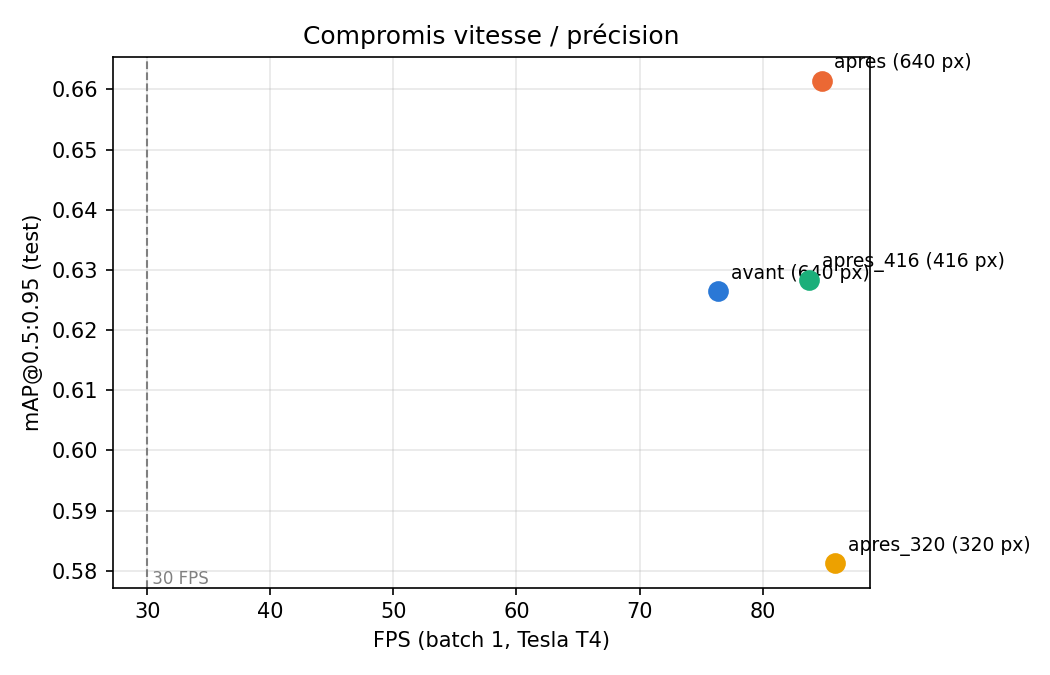 Compromis vitesse / précision
apres (640 px)
0.66
0.65
0.64
0.63
0.62
0.61
0.60
0.59
0.58
mAP@0.5:0.95 (test)
apres_416 (416 px)
avant (640 px)
apres_320 (320 px)
30 FPS
30 40 50 60 70 80
FPS (batch 1, Tesla T4)